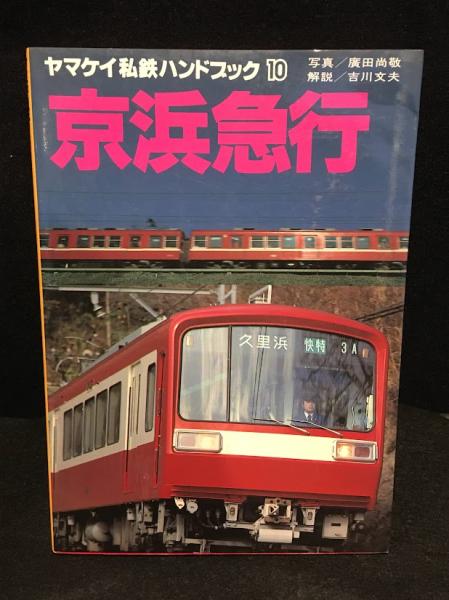 ヤマケイ私鉄ハンドブック 10
写真／廣田尚敬
解説／吉川文夫
京浜急行
久里浜 快特 3A